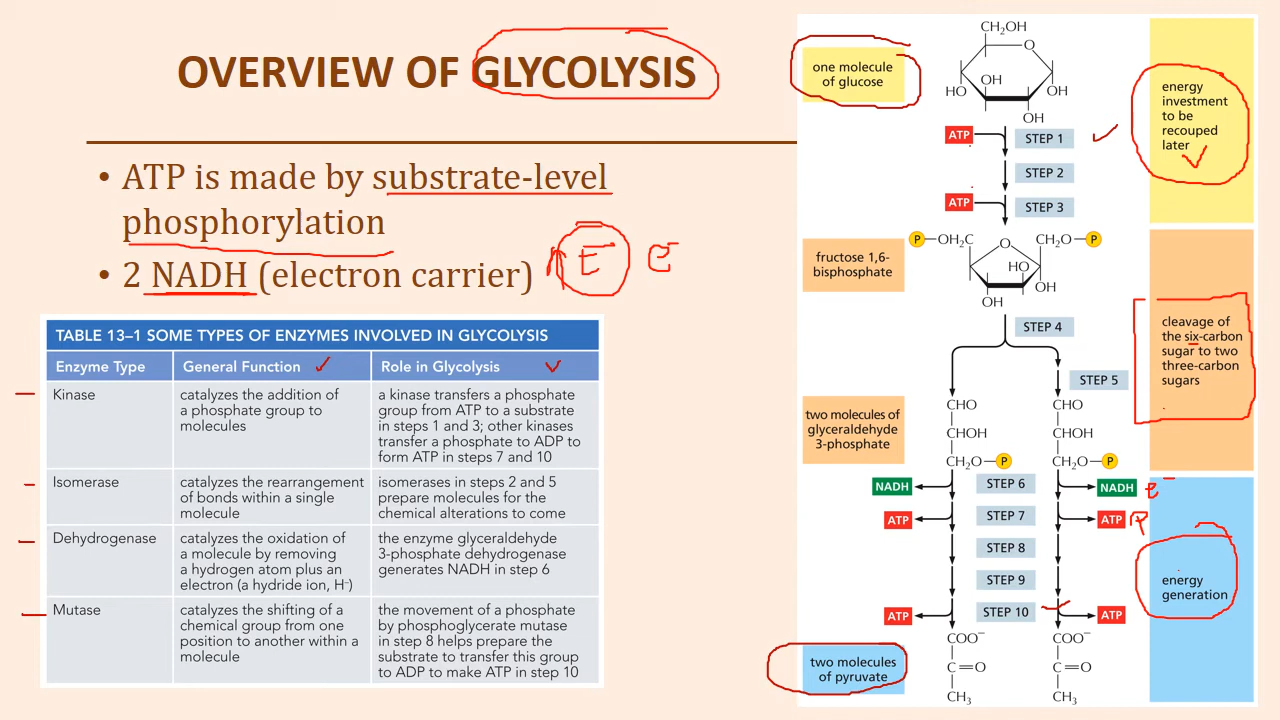 OVERVIEW OF GLYCOLYSIS
• ATP is made by substrate-level
phosphorylation
• 2 NADH (electron carrier)
E
e-
TABLE 13–1 SOME TYPES OF ENZYMES INVOLVED IN GLYCOLYSIS
Enzyme Type
General Function
Role in Glycolysis
Kinase
catalyzes the addition of
a phosphate group to
molecules
a kinase transfers a phosphate
group from ATP to a substrate
in steps 1 and 3; other kinases
transfer a phosphate to ADP to
form ATP in steps 7 and 10
Isomerase
catalyzes the rearrangement
of bonds within a single
molecule
isomerases in steps 2 and 5
prepare molecules for the
chemical alterations to come
Dehydrogenase
catalyzes the oxidation of
a molecule by removing
a hydrogen atom plus an
electron (a hydride ion, H–)
the enzyme glyceraldehyde
3-phosphate dehydrogenase
generates NADH in step 6
Mutase
catalyzes the shifting of a
chemical group from one
position to another within a
molecule
the movement of a phosphate
by phosphoglycerate mutase
in step 8 helps prepare the
substrate to transfer this group
to ADP to make ATP in step 10
one molecule
of glucose
CH2OH
O
OH
HO
OH
OH
energy
investment
to be
recouped
later
ATP
STEP 1
STEP 2
ATP
STEP 3
fructose 1,6-
bisphosphate
P
OH2C
O
CH2O
P
HO
OH
OH
STEP 4
cleavage of
the six-carbon
sugar to two
three-carbon
sugars
STEP 5
two molecules of
glyceraldehyde
3-phosphate
CHO
CHOH
CH2O
P
CHO
CHOH
CH2O
P
NADH
STEP 6
NADH
e-
ATP
STEP 7
ATP
STEP 8
STEP 9
energy
generation
ATP
STEP 10
ATP
two molecules
of pyruvate
COO–
C=O
CH3
COO–
C=O
CH3